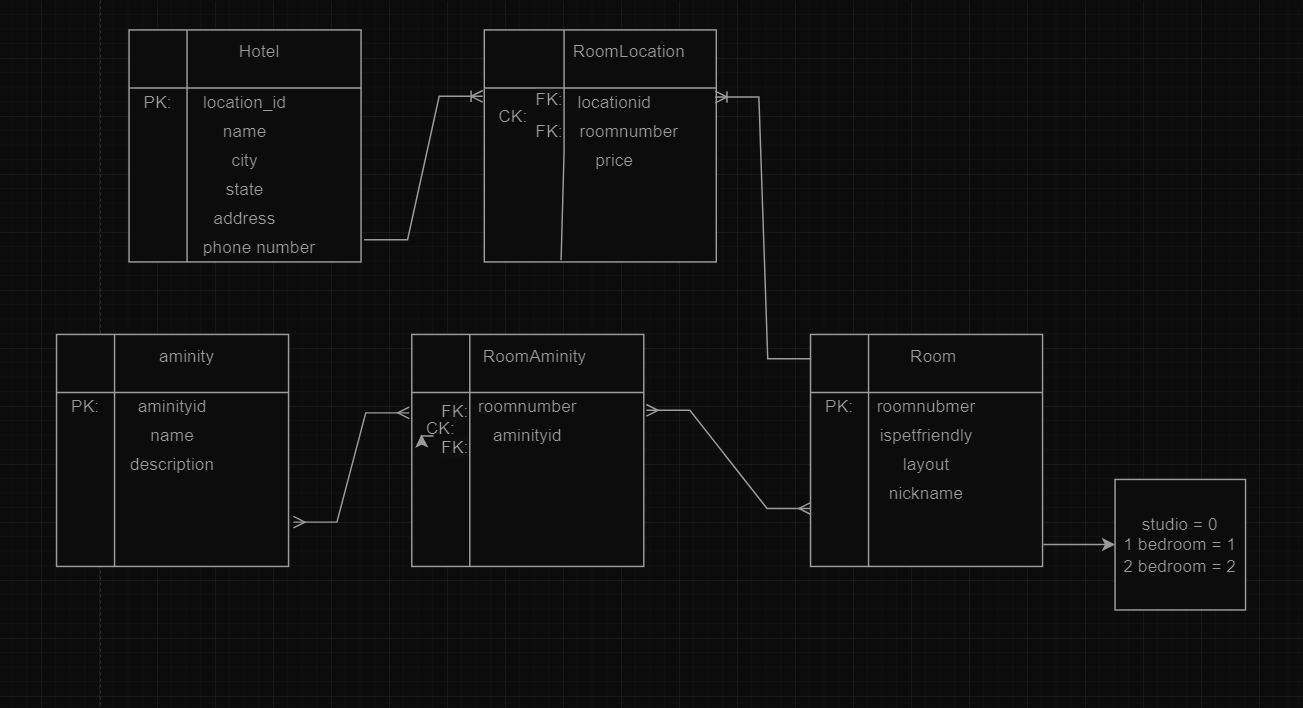 Hotel
PK: location_id
name
city
state
address
phone number
RoomLocation
FK: locationid
CK:
FK: roomnumber
price
aminity
PK: aminityid
name
description
RoomAminity
FK: roomnumber
CK:
aminityid
FK:
Room
PK: roomnubmer
ispetfriendly
layout
nickname
studio = 0
1 bedroom = 1
2 bedroom = 2